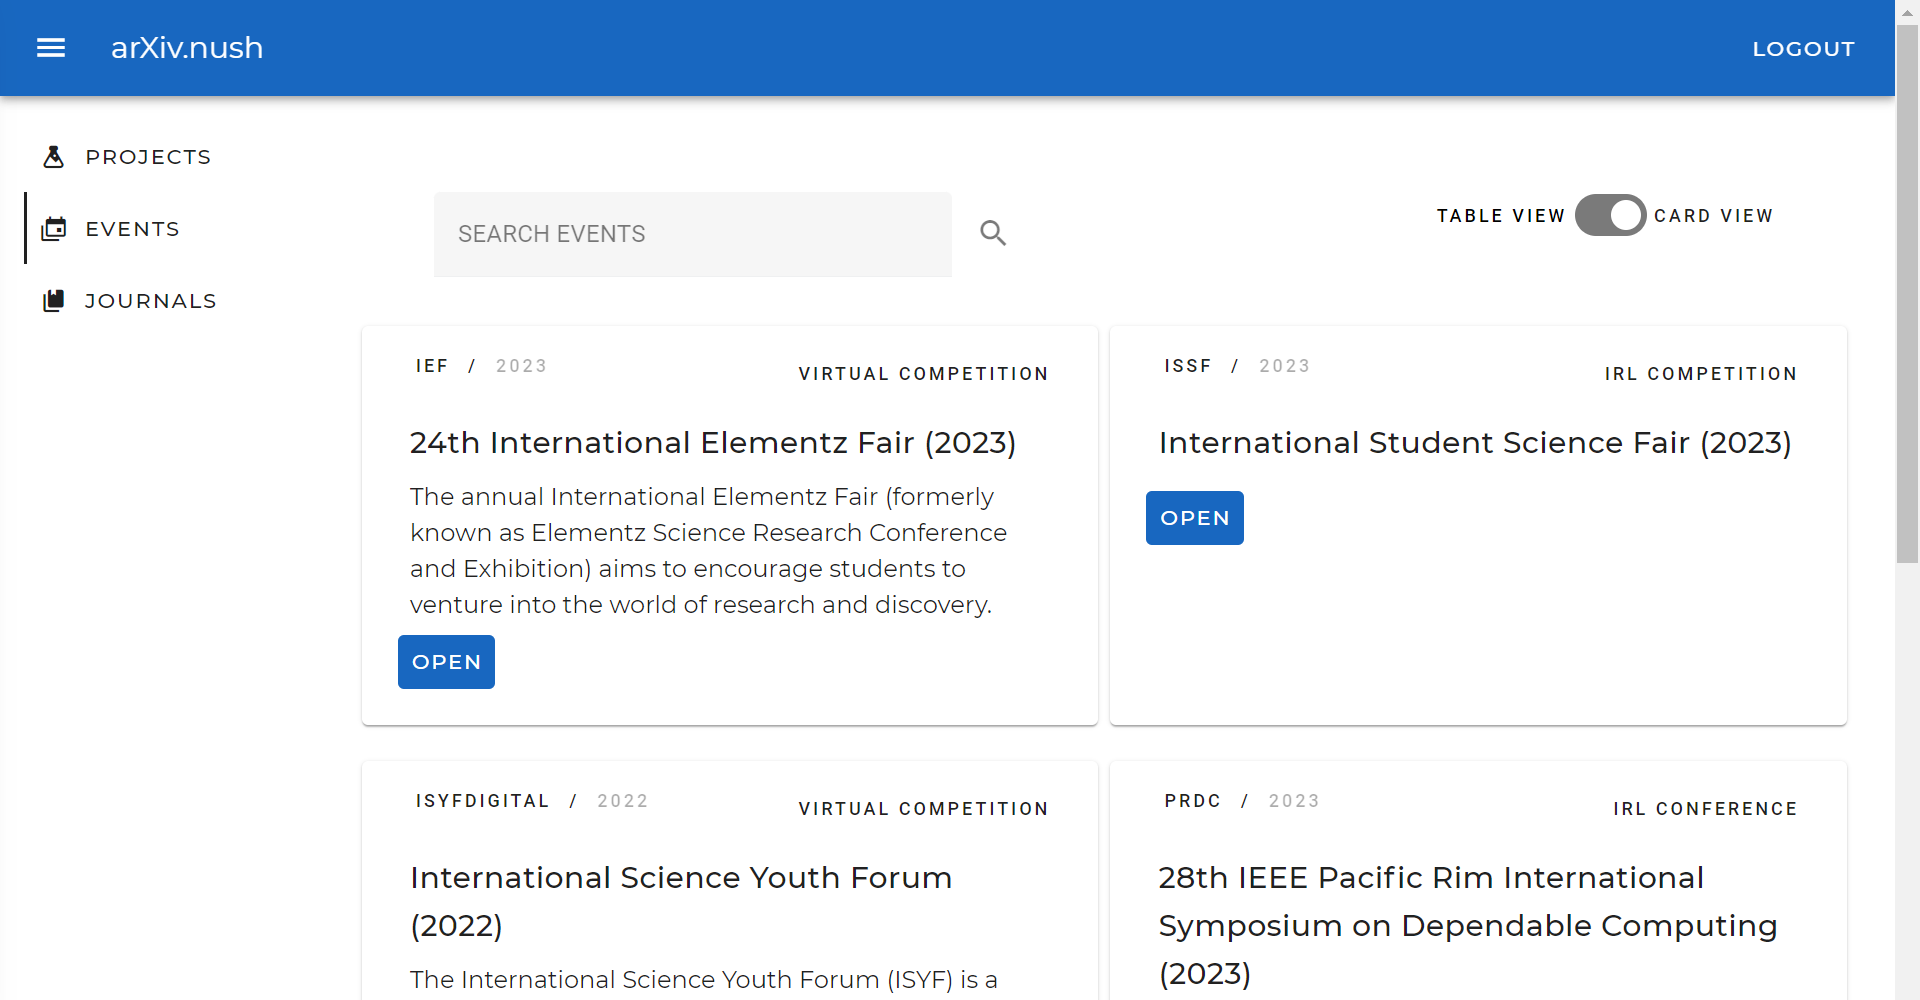 arXiv.nush
LOGOUT
PROJECTS
EVENTS
JOURNALS
SEARCH EVENTS
TABLE VIEW
CARD VIEW
IEF / 2023
VIRTUAL COMPETITION
24th International Elementz Fair (2023)
The annual International Elementz Fair (formerly
known as Elementz Science Research Conference
and Exhibition) aims to encourage students to
venture into the world of research and discovery.
OPEN
ISSF / 2023
IRL COMPETITION
International Student Science Fair (2023)
OPEN
ISYFDIGITAL / 2022
VIRTUAL COMPETITION
International Science Youth Forum
(2022)
The International Science Youth Forum (ISYF) is a
PRDC / 2023
IRL CONFERENCE
28th IEEE Pacific Rim International
Symposium on Dependable Computing
(2023)